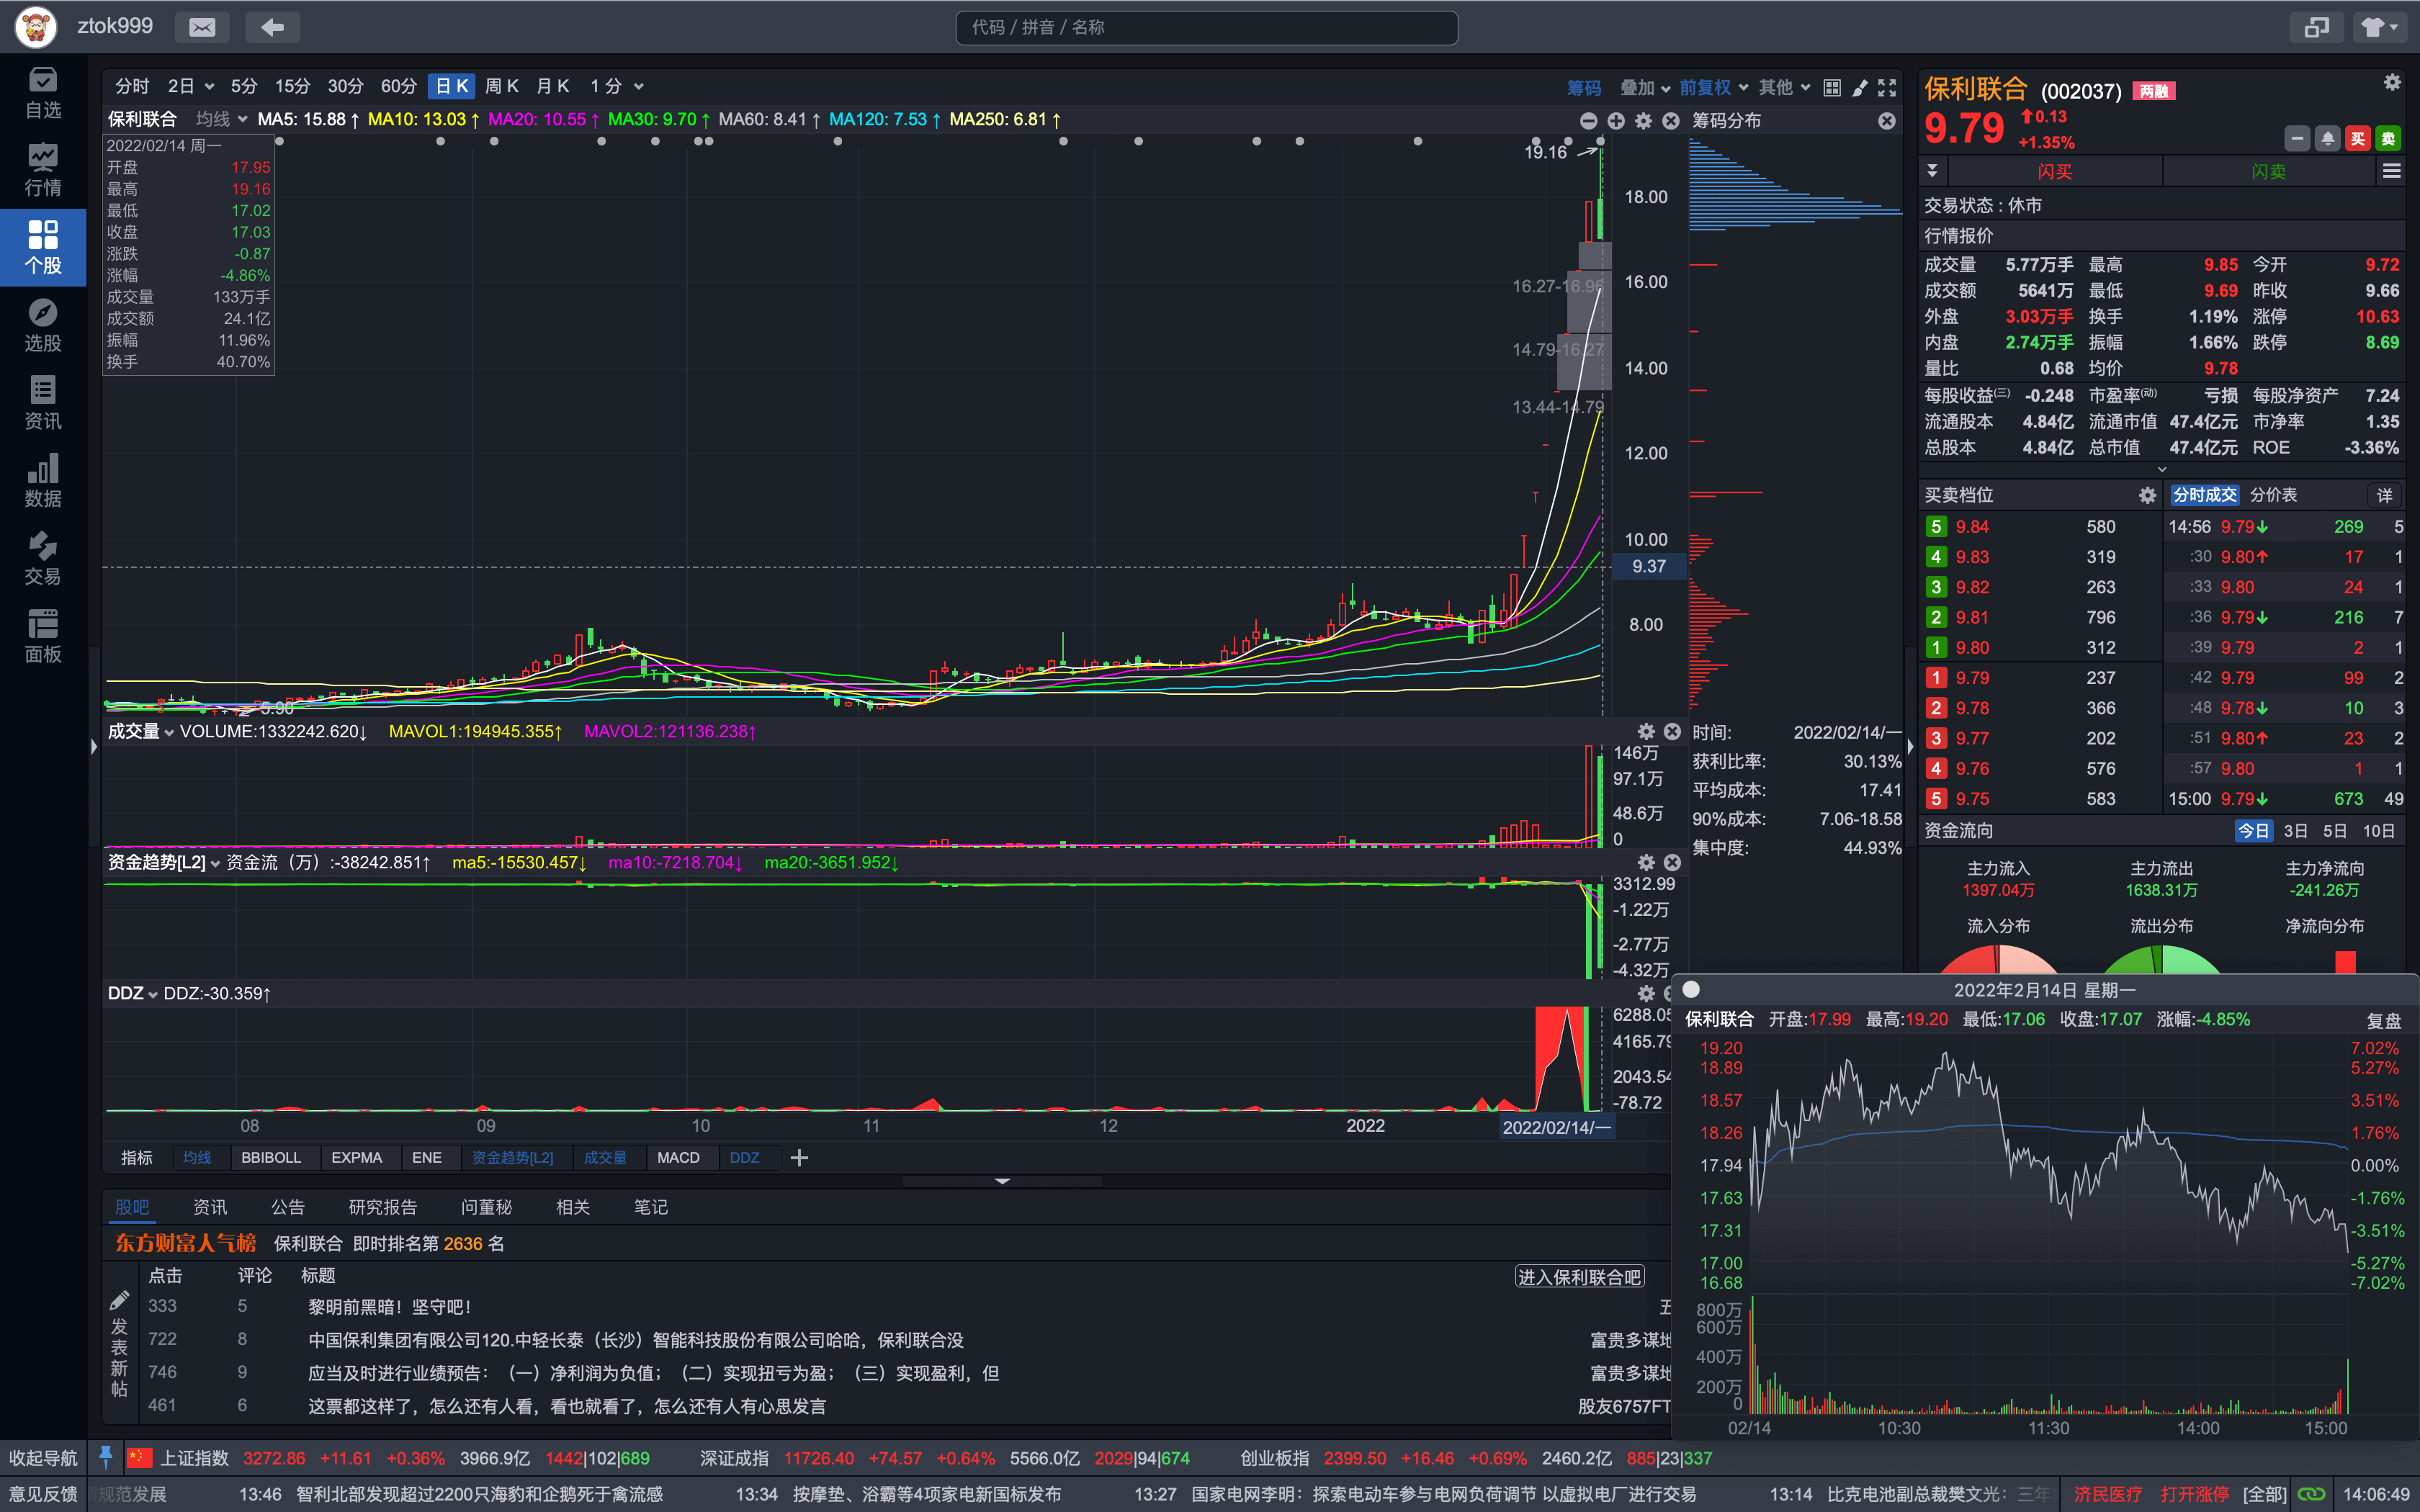 ztok999
代码 / 拼音 / 名称
自选
行情
个股
选股
资讯
数据
交易
面板
分时 2日 5分 15分 30分 60分 日K 周K 月K 1分 筹码 叠加 前复权 其他
保利联合 均线 MA5: 15.88↑ MA10: 13.03↑ MA20: 10.55↑ MA30: 9.70↑ MA60: 8.41↑ MA120: 7.53↑ MA250: 6.81↑ 筹码分布
2022/02/14 周一
开盘 17.95
最高 19.16
最低 17.02
收盘 17.03
涨跌 -0.87
涨幅 -4.86%
成交量 133万手
成交额 24.1亿
振幅 11.96%
换手 40.70%
19.16
16.27-16.96
14.79-16.27
13.44-14.79
5.90
18.00
16.00
14.00
12.00
10.00
9.37
8.00
成交量 VOLUME:1332242.620↓ MAVOL1:194945.355↑ MAVOL2:121136.238↑
146万
97.1万
48.6万
0
资金趋势[L2] 资金流（万）:-38242.851↑ ma5:-15530.457↓ ma10:-7218.704↓ ma20:-3651.952↓
3312.99
-1.22万
-2.77万
-4.32万
DDZ DDZ:-30.359↑
6288.05
4165.79
2043.54
-78.72
08 09 10 11 12 2022 2022/02/14/一
指标 均线 BBIBOLL EXPMA ENE 资金趋势[L2] 成交量 MACD DDZ
时间: 2022/02/14/一
获利比率: 30.13%
平均成本: 17.41
90%成本: 7.06-18.58
集中度: 44.93%
股吧 资讯 公告 研究报告 问董秘 相关 笔记
东方财富人气榜 保利联合 即时排名第 2636 名
点击 评论 标题 进入保利联合吧
发表新帖
333 5 黎明前黑暗！坚守吧！ 五
722 8 中国保利集团有限公司120.中轻长泰（长沙）智能科技股份有限公司哈哈，保利联合没 富贵多谋地
746 9 应当及时进行业绩预告：（一）净利润为负值；（二）实现扭亏为盈；（三）实现盈利，但 富贵多谋地
461 6 这票都这样了，怎么还有人看，看也就看了，怎么还有人有心思发言 股友6757FT
保利联合 (002037) 两融
9.79 0.13
+1.35%
买 卖
闪买 闪卖
交易状态 : 休市
行情报价
成交量 5.77万手 最高 9.85 今开 9.72
成交额 5641万 最低 9.69 昨收 9.66
外盘 3.03万手 换手 1.19% 涨停 10.63
内盘 2.74万手 振幅 1.66% 跌停 8.69
量比 0.68 均价 9.78
每股收益(三) -0.248 市盈率(动) 亏损 每股净资产 7.24
流通股本 4.84亿 流通市值 47.4亿元 市净率 1.35
总股本 4.84亿 总市值 47.4亿元 ROE -3.36%
买卖档位 分时成交 分价表 详
5 9.84 580 14:56 9.79↓ 269 5
4 9.83 319 :30 9.80↑ 17 1
3 9.82 263 :33 9.80 24 1
2 9.81 796 :36 9.79↓ 216 7
1 9.80 312 :39 9.79 2 1
1 9.79 237 :42 9.79 99 2
2 9.78 366 :48 9.78↓ 10 3
3 9.77 202 :51 9.80↑ 23 2
4 9.76 576 :57 9.80 1 1
5 9.75 583 15:00 9.79↓ 673 49
资金流向 今日 3日 5日 10日
主力流入 主力流出 主力净流向
1397.04万 1638.31万 -241.26万
流入分布 流出分布 净流向分布
2022年2月14日 星期一
保利联合 开盘:17.99 最高:19.20 最低:17.06 收盘:17.07 涨幅:-4.85% 复盘
19.20 7.02%
18.89 5.27%
18.57 3.51%
18.26 1.76%
17.94 0.00%
17.63 -1.76%
17.31 -3.51%
17.00 -5.27%
16.68 -7.02%
800万
600万
400万
200万
0
02/14 10:30 11:30 14:00 15:00
收起导航 上证指数 3272.86 +11.61 +0.36% 3966.9亿 1442|102|689 深证成指 11726.40 +74.57 +0.64% 5566.0亿 2029|94|674 创业板指 2399.50 +16.46 +0.69% 2460.2亿 885|23|337
意见反馈 规范发展 13:46 智利北部发现超过2200只海豹和企鹅死于禽流感 13:34 按摩垫、浴霸等4项家电新国标发布 13:27 国家电网李明：探索电动车参与电网负荷调节 以虚拟电厂进行交易 13:14 比克电池副总裁樊文光：三年 济民医疗 打开涨停 [全部] 14:06:49